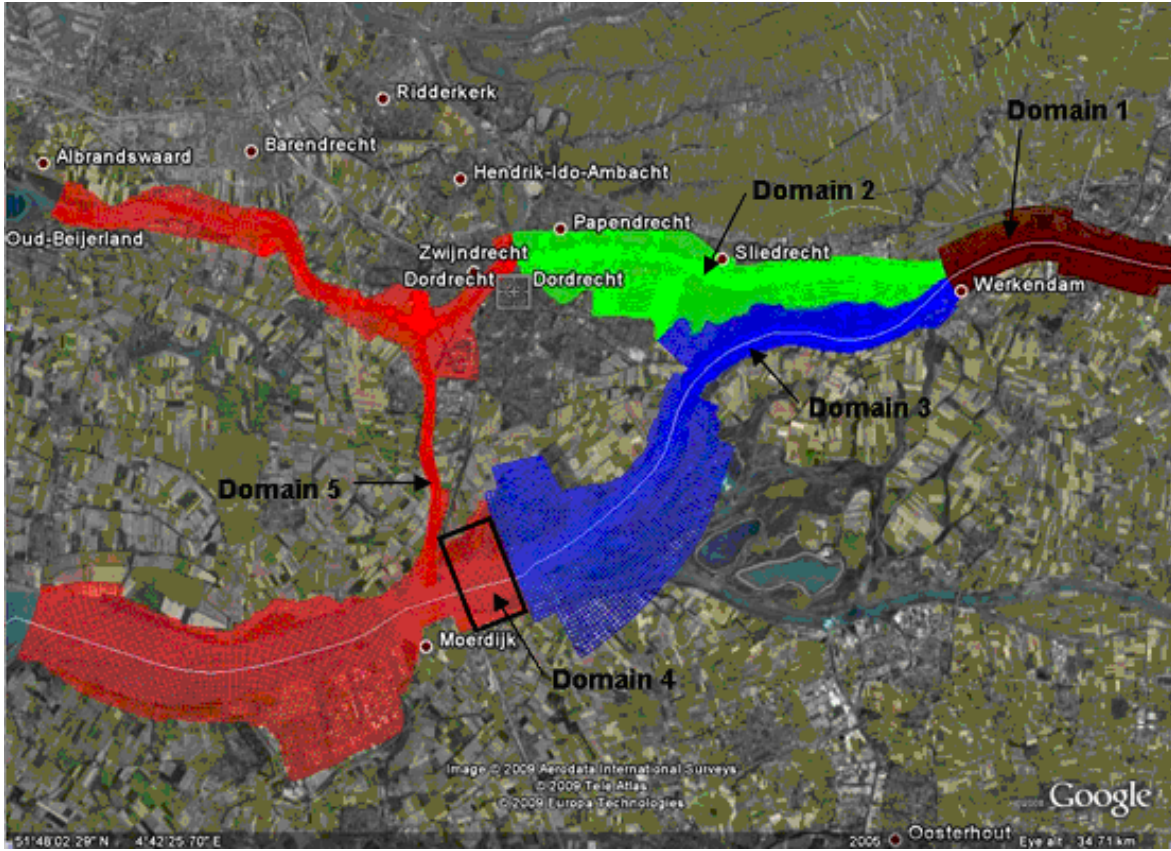 Ridderkerk
Domain 1
Barendrecht
Albrandswaard
Hendrik-Ido-Ambacht
Domain 2
Papendrecht
Oud-Beijerland
Zwijndrecht
Sliedrecht
Dordrecht
Dordrecht
Werkendam
Domain 3
Domain 5
Moerdijk
Domain 4
Image © 2009 Aerodata International Surveys
© 2009 Tele Atlas
© 2009 Europa Technologies
Google
51°48'02.29" N 4°42'25.70" E
2005
Oosterhout
Eye alt 34.71 km